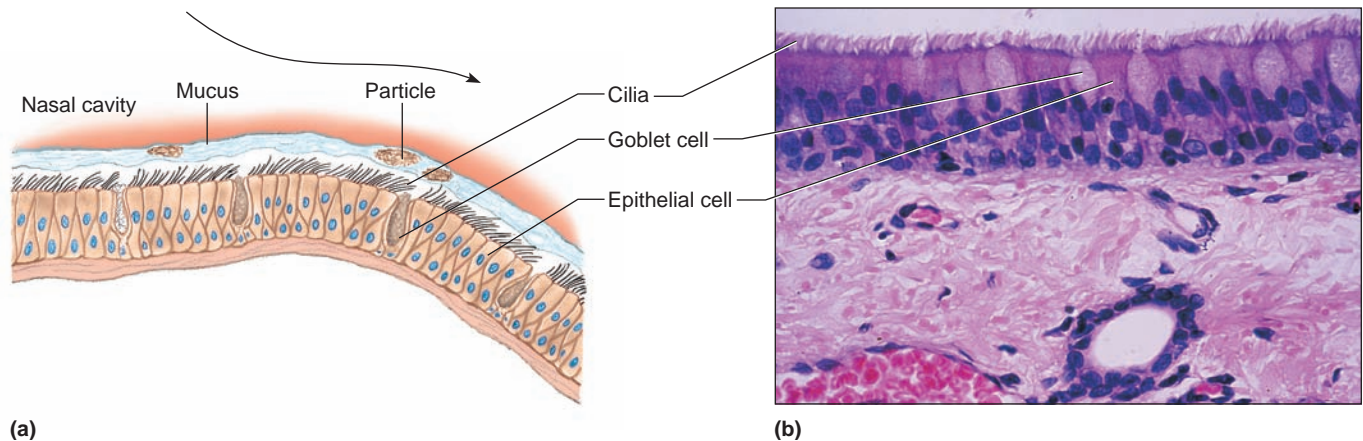 Nasal cavity
Mucus
Particle
Cilia
Goblet cell
Epithelial cell
(a)
(b)